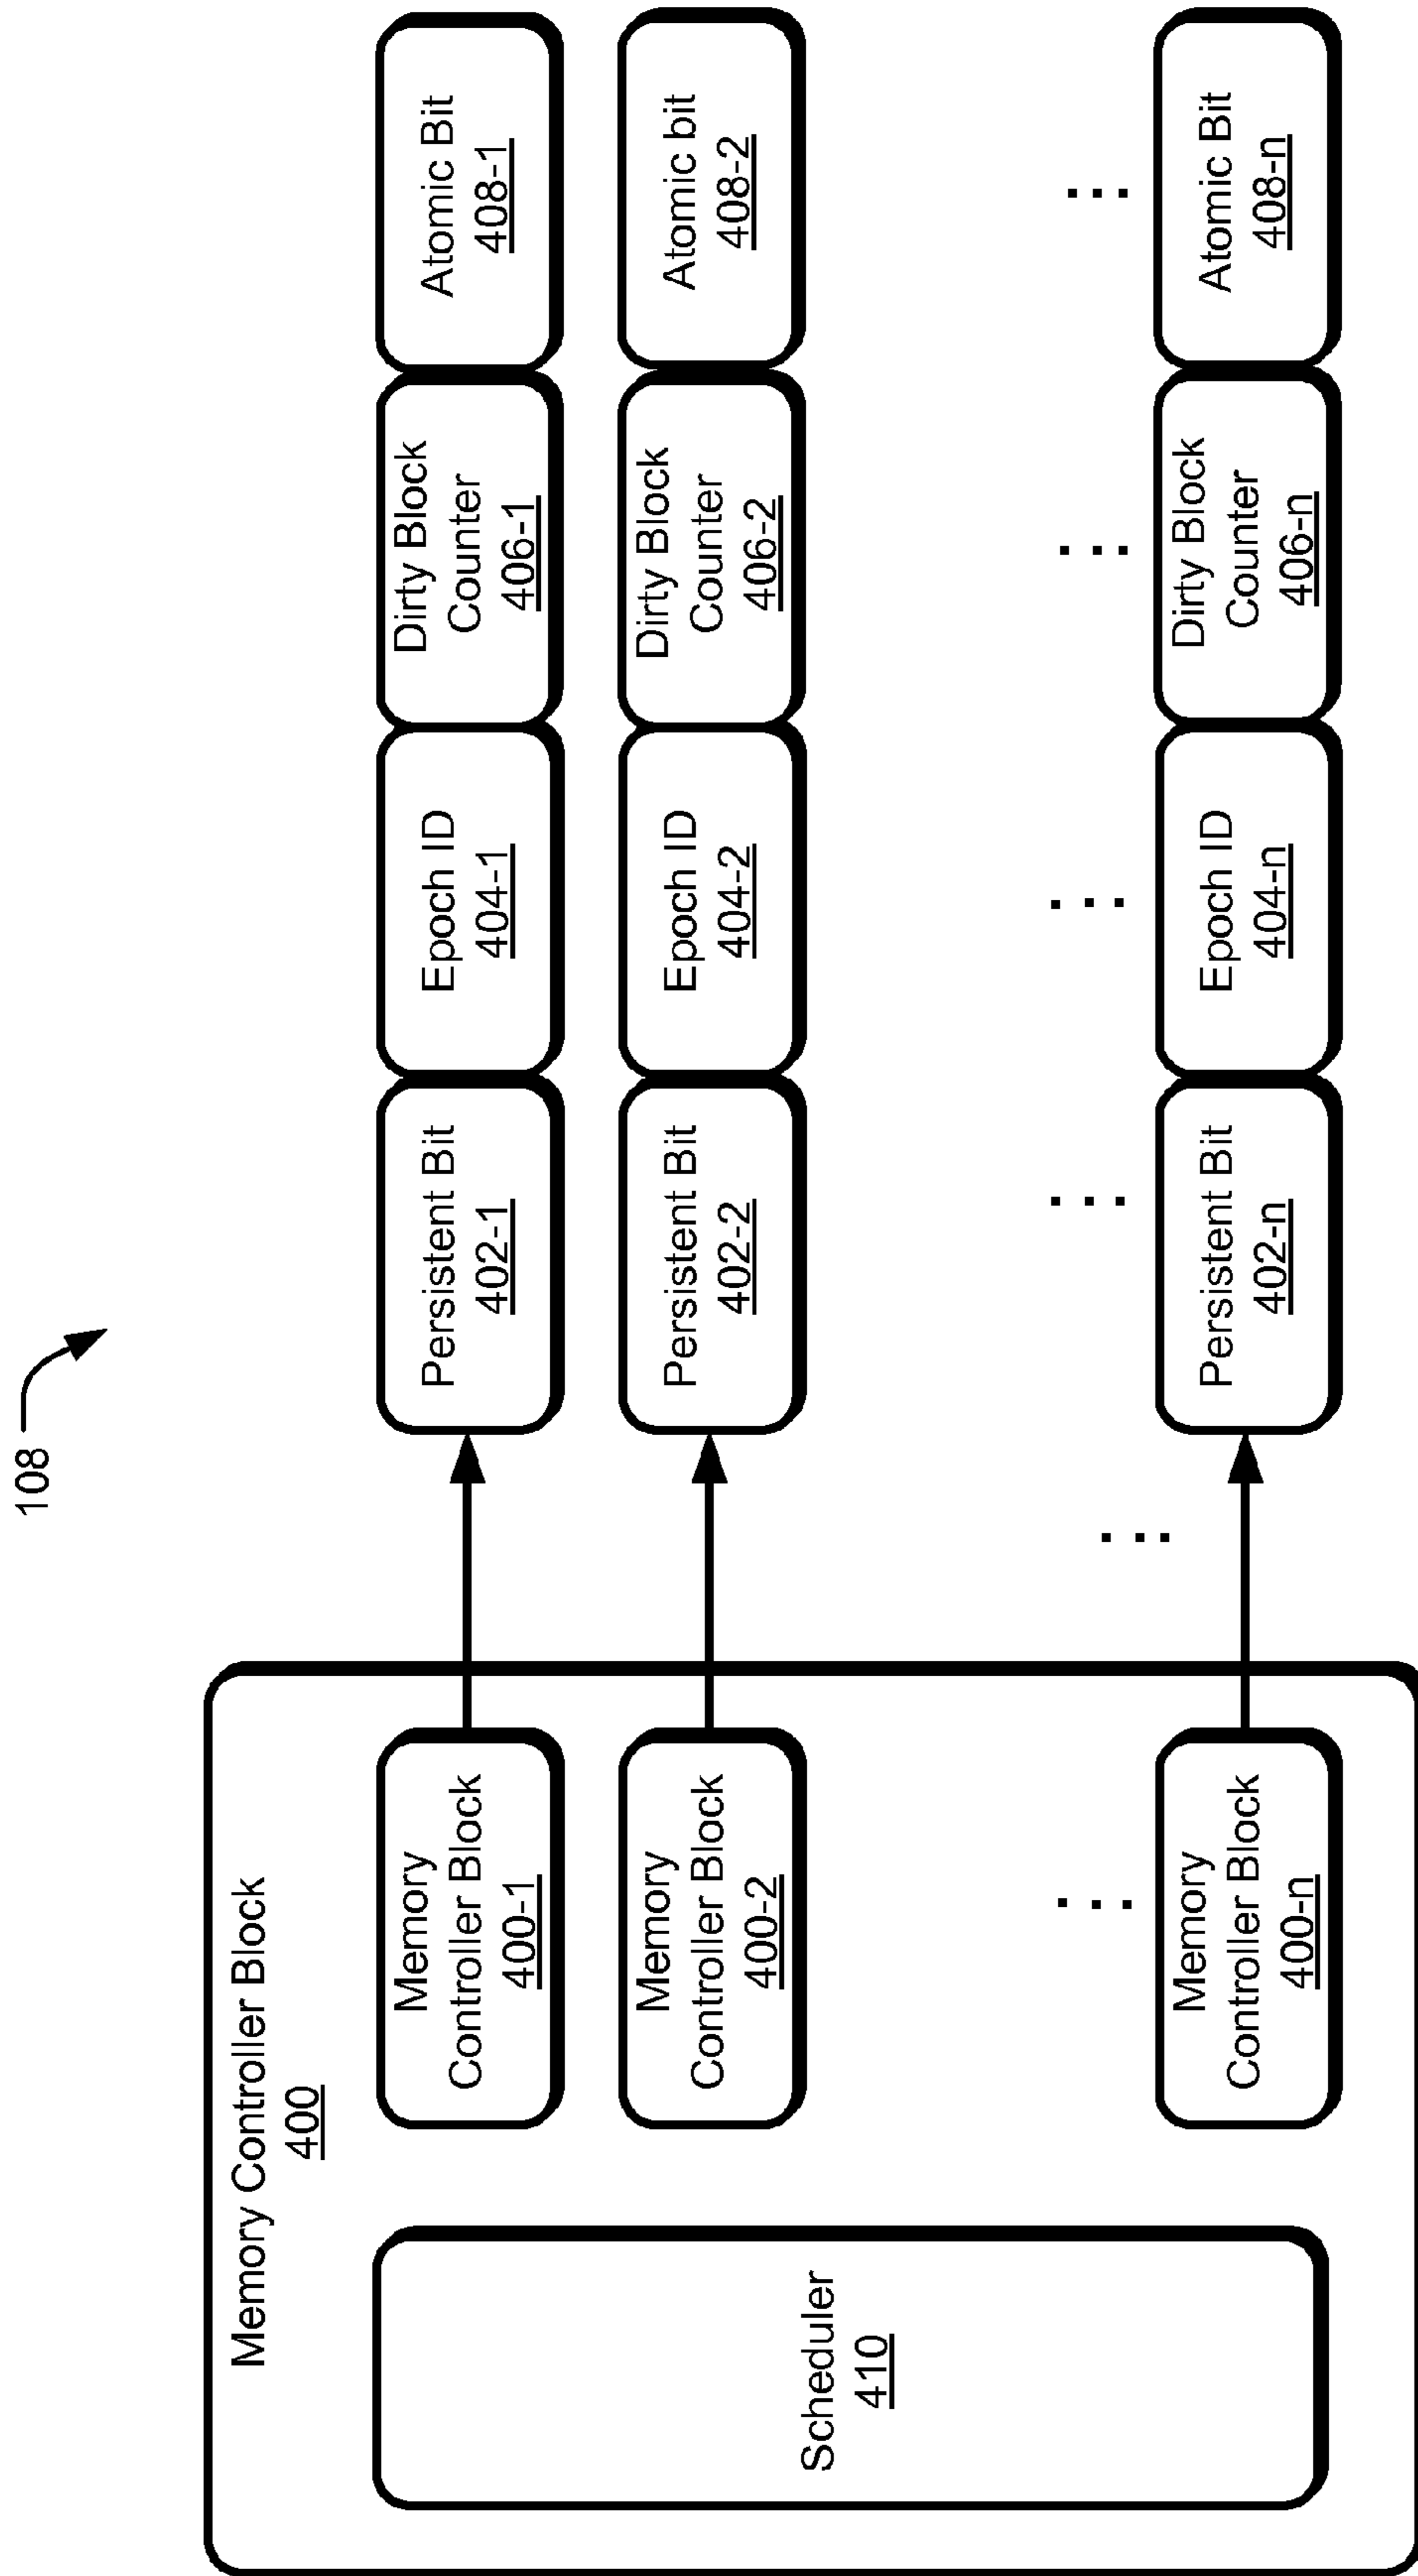 108
Memory Controller Block
400
Scheduler
410
Memory
Controller Block
400-1
Persistent Bit
402-1
Epoch ID
404-1
Dirty Block
Counter
406-1
Atomic Bit
408-1
Memory
Controller Block
400-2
Persistent Bit
402-2
Epoch ID
404-2
Dirty Block
Counter
406-2
Atomic bit
408-2
Memory
Controller Block
400-n
Persistent Bit
402-n
Epoch ID
404-n
Dirty Block
Counter
406-n
Atomic Bit
408-n